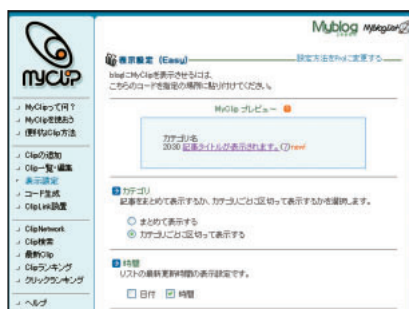 Myblog
MyClip
表示設定 (Easy)
設定方法をProに変更する
blogにMyClipを表示させるには、
こちらのコードを指定の場所に貼り付けてください。
MyClip プレビュー
カテゴリ名
20:30 記事タイトルが表示されます。(2)new!
カテゴリ
記事をまとめて表示するか、カテゴリごとに区切って表示するかを選択します。
まとめて表示する
カテゴリごとに区切って表示する
時間
リストの最新更新時間の表示設定です。
日付 時間
MyClipって何?
MyClipを使おう
便利なClip方法
Clipの追加
Clip一覧・編集
表示設定
コード生成
ClipLink設置
ClipNetwork
Clip検索
最新Clip
Clipランキング
クリックランキング
ヘルプ